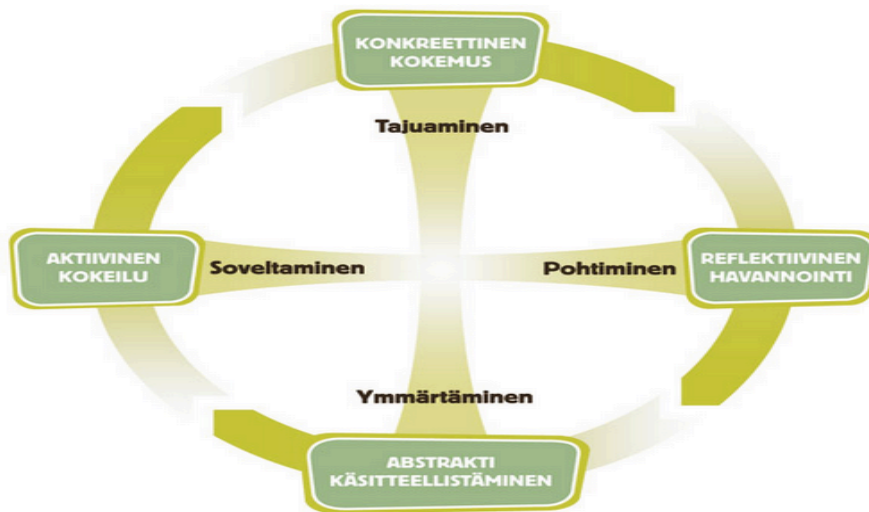 KONKREETTINEN
KOKEMUS
Tajuaminen
AKTIIVINEN
KOKEILU
Soveltaminen
Pohtiminen
REFLEKTIIVINEN
HAVANNOINTI
Ymmärtäminen
ABSTRAKTI
KÄSITTEELLISTÄMINEN